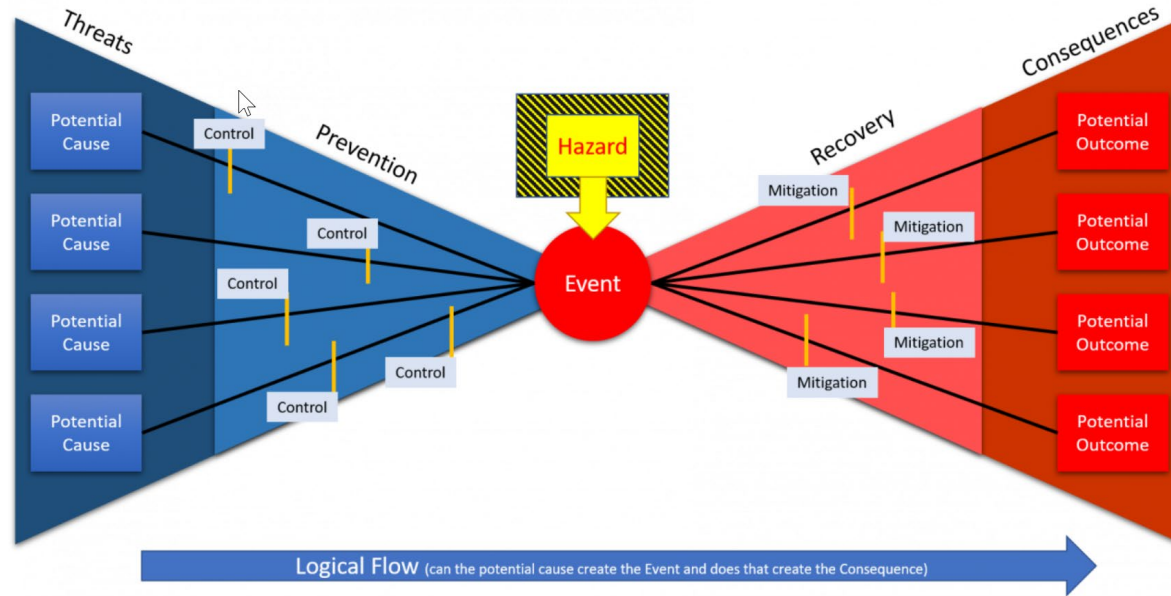 Threats
Consequences
Potential
Cause
Control
Prevention
Hazard
Recovery
Potential
Outcome
Mitigation
Potential
Cause
Control
Mitigation
Potential
Outcome
Control
Event
Potential
Cause
Mitigation
Potential
Outcome
Control
Control
Mitigation
Potential
Cause
Potential
Outcome
Logical Flow (can the potential cause create the Event and does that create the Consequence)